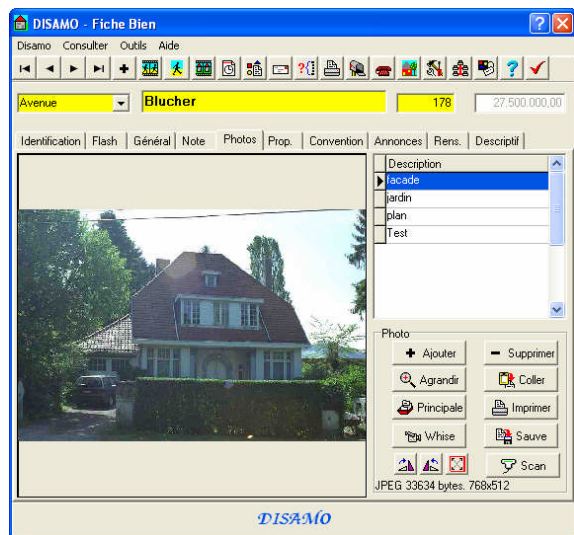 DISAMO - Fiche Bien
Disamo Consulter Outils Aide
Avenue Blucher 178 27.500.000,00
Identification Flash Général Note Photos Prop. Convention Annonces Rens. Descriptif
Description
facade
jardin
plan
Test
Photo
Ajouter Supprimer
Agrandir Coller
Principale Imprimer
Whise Sauve
Scan
JPEG 33634 bytes. 768x512
DISAMO